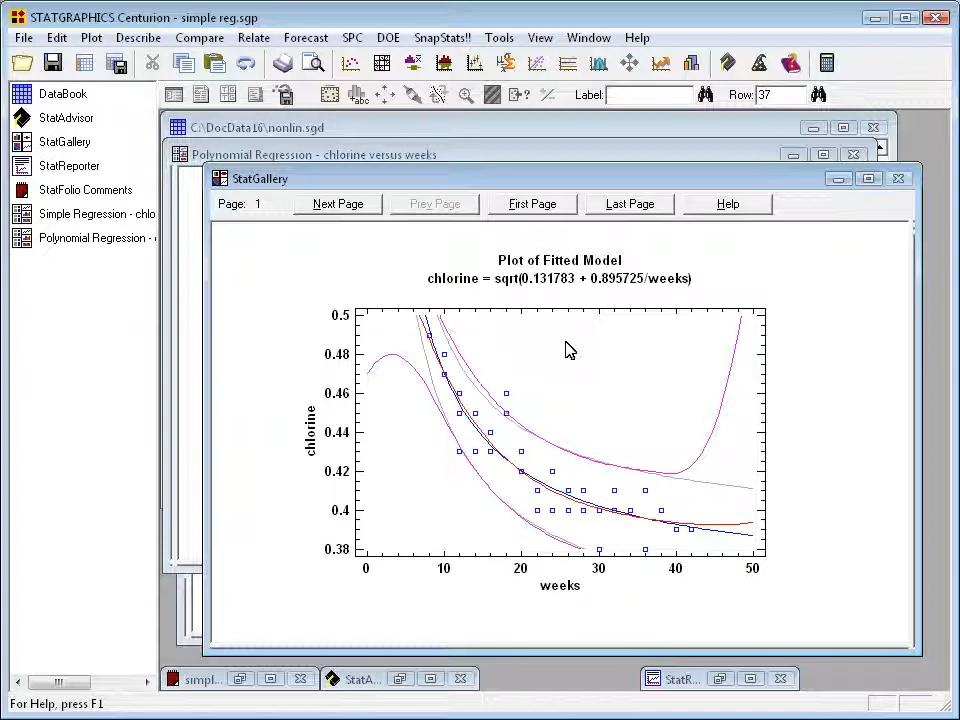 STATGRAPHICS Centurion - simple reg.sgp
File Edit Plot Describe Compare Relate Forecast SPC DOE SnapStats!! Tools View Window Help
Label: Row: 37
DataBook
StatAdvisor
StatGallery
StatReporter
StatFolio Comments
Simple Regression - chlo
Polynomial Regression -
C:\DocData16\nonlin.sgd
Polynomial Regression - chlorine versus weeks
StatGallery
Page: 1 Next Page Prev Page First Page Last Page Help
Plot of Fitted Model
chlorine = sqrt(0.131783 + 0.895725/weeks)
0.5
0.48
0.46
0.44
0.42
0.4
0.38
chlorine
0 10 20 30 40 50
weeks
simpl... StatA... StatR...
For Help, press F1